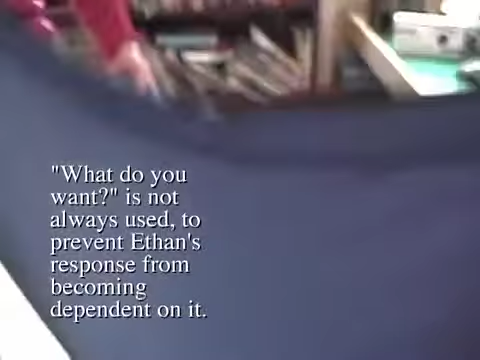 "What do you
want?" is not
always used, to
prevent Ethan's
response from
becoming
dependent on it.